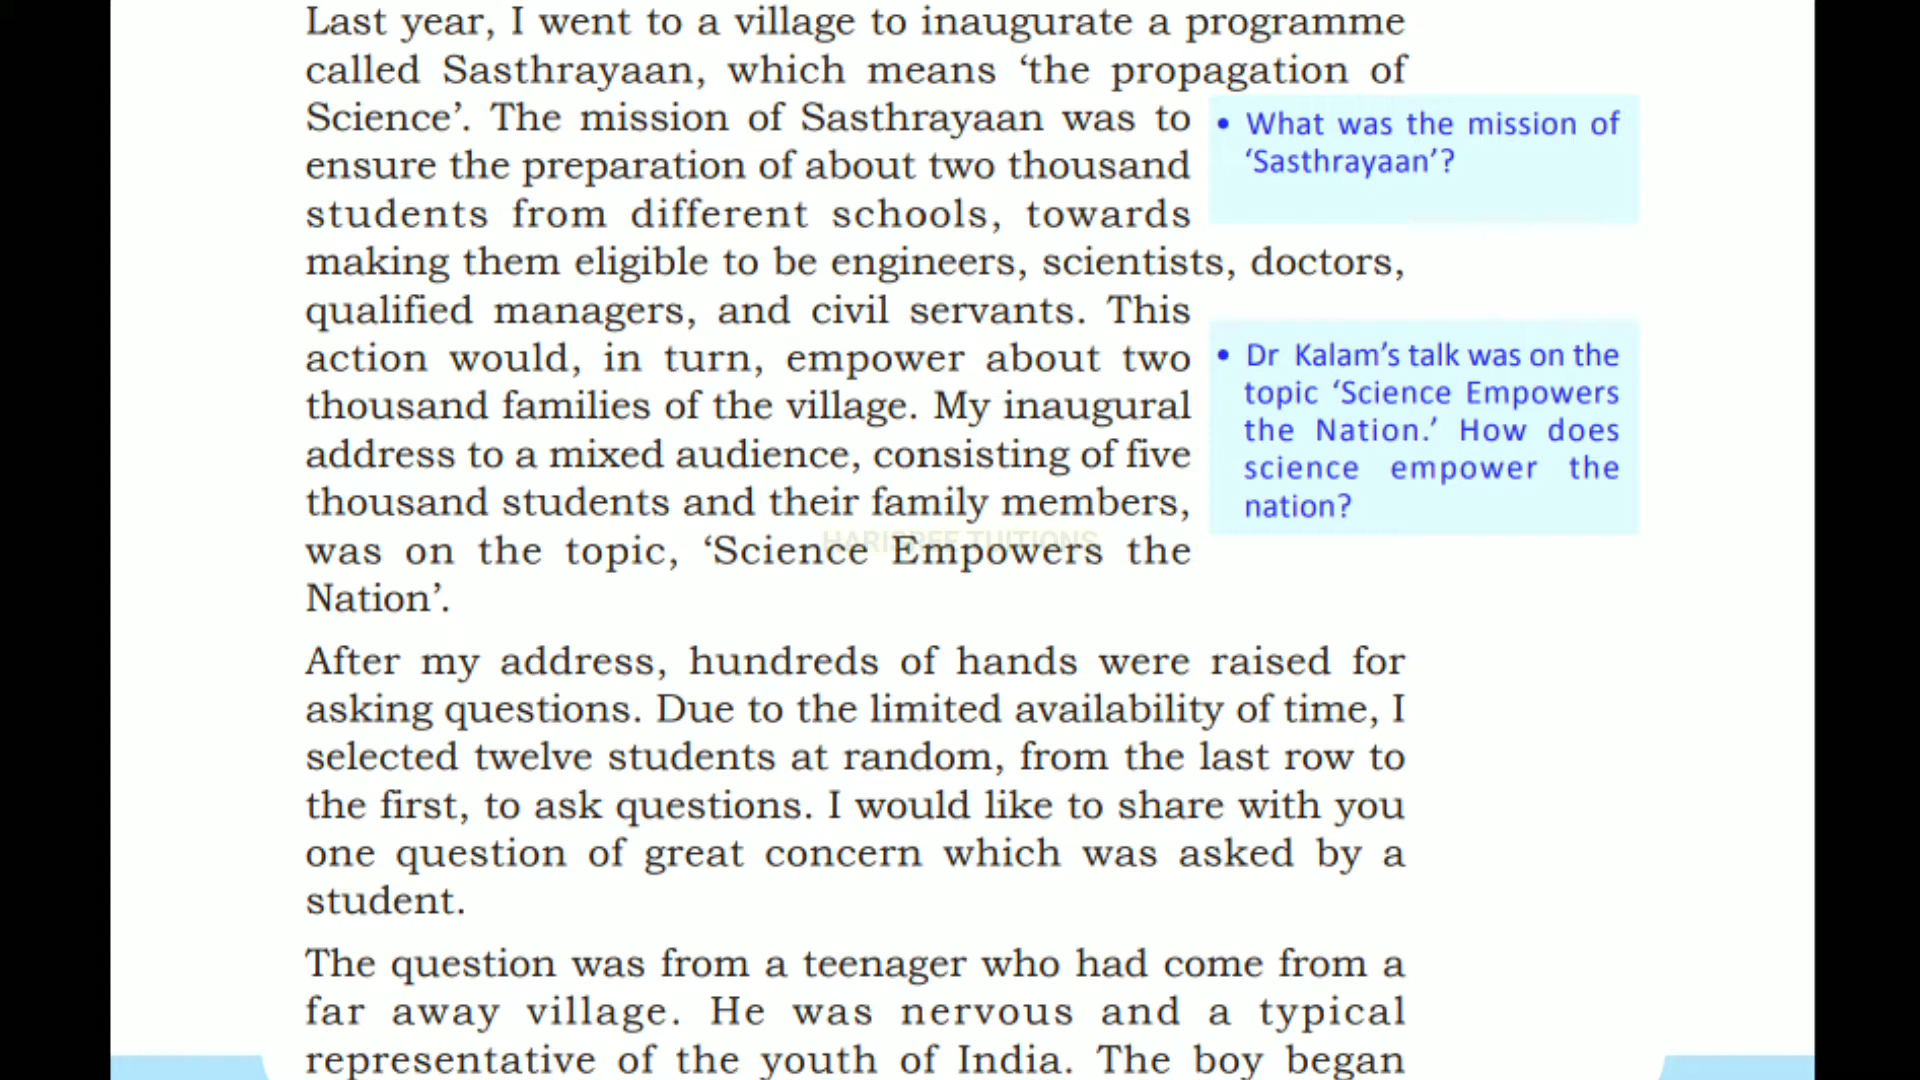 Last year, I went to a village to inaugurate a programme
called Sasthrayaan, which means ‘the propagation of
Science’. The mission of Sasthrayaan was to
ensure the preparation of about two thousand
students from different schools, towards
making them eligible to be engineers, scientists, doctors,
qualified managers, and civil servants. This
action would, in turn, empower about two
thousand families of the village. My inaugural
address to a mixed audience, consisting of five
thousand students and their family members,
was on the topic, ‘Science Empowers the
Nation’.
• What was the mission of
‘Sasthrayaan’?
• Dr Kalam’s talk was on the
topic ‘Science Empowers
the Nation.’ How does
science empower the
nation?
HARISREE TUITIONS
After my address, hundreds of hands were raised for
asking questions. Due to the limited availability of time, I
selected twelve students at random, from the last row to
the first, to ask questions. I would like to share with you
one question of great concern which was asked by a
student.
The question was from a teenager who had come from a
far away village. He was nervous and a typical
representative of the youth of India. The boy began